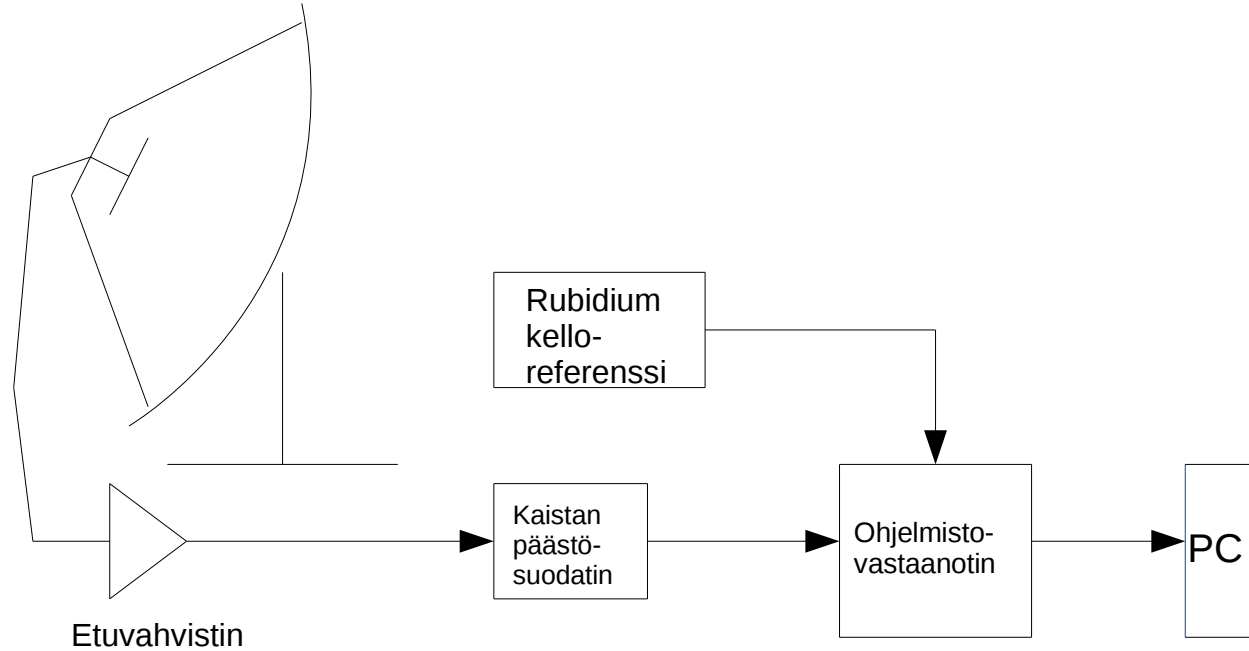 Rubidium
kello-
referenssi
Kaistan
päästö-
suodatin
Ohjelmisto-
vastaanotin
PC
Etuvahvistin